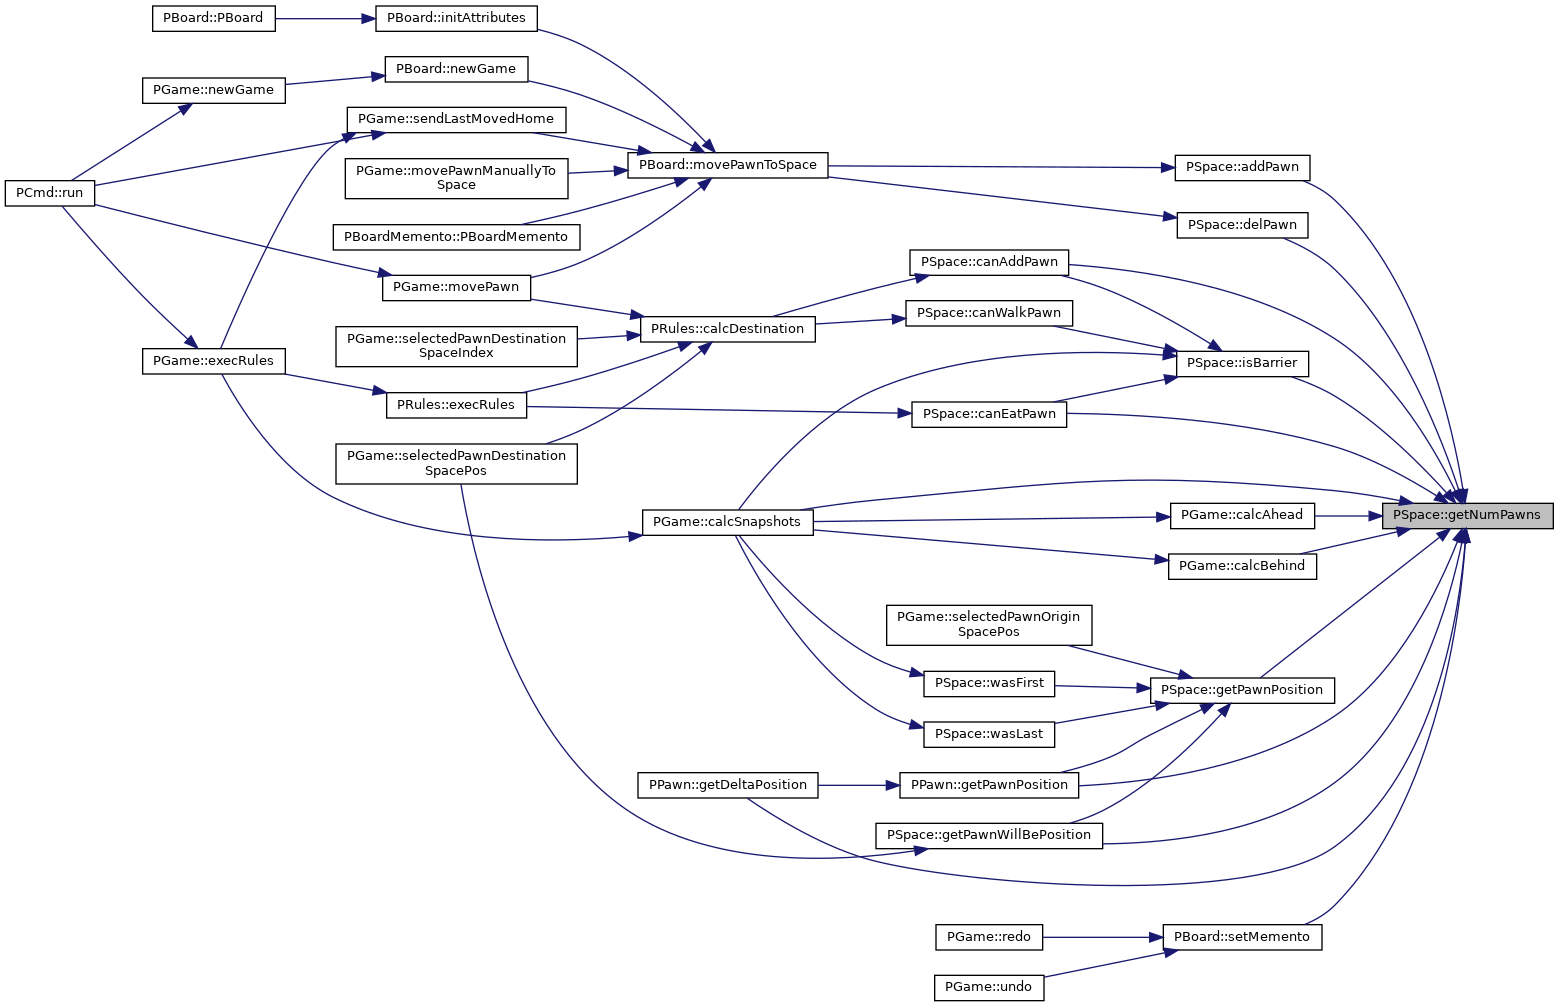 PBoard::PBoard
PBoard::initAttributes
PBoard::newGame
PGame::newGame
PGame::sendLastMovedHome
PGame::movePawnManuallyTo
Space
PBoard::movePawnToSpace
PSpace::addPawn
PCmd::run
PSpace::delPawn
PBoardMemento::PBoardMemento
PSpace::canAddPawn
PGame::movePawn
PSpace::canWalkPawn
PRules::calcDestination
PGame::selectedPawnDestination
SpaceIndex
PGame::execRules
PSpace::isBarrier
PRules::execRules
PSpace::canEatPawn
PGame::selectedPawnDestination
SpacePos
PGame::calcSnapshots
PGame::calcAhead
PSpace::getNumPawns
PGame::calcBehind
PGame::selectedPawnOrigin
SpacePos
PSpace::wasFirst
PSpace::getPawnPosition
PSpace::wasLast
PPawn::getDeltaPosition
PPawn::getPawnPosition
PSpace::getPawnWillBePosition
PGame::redo
PBoard::setMemento
PGame::undo